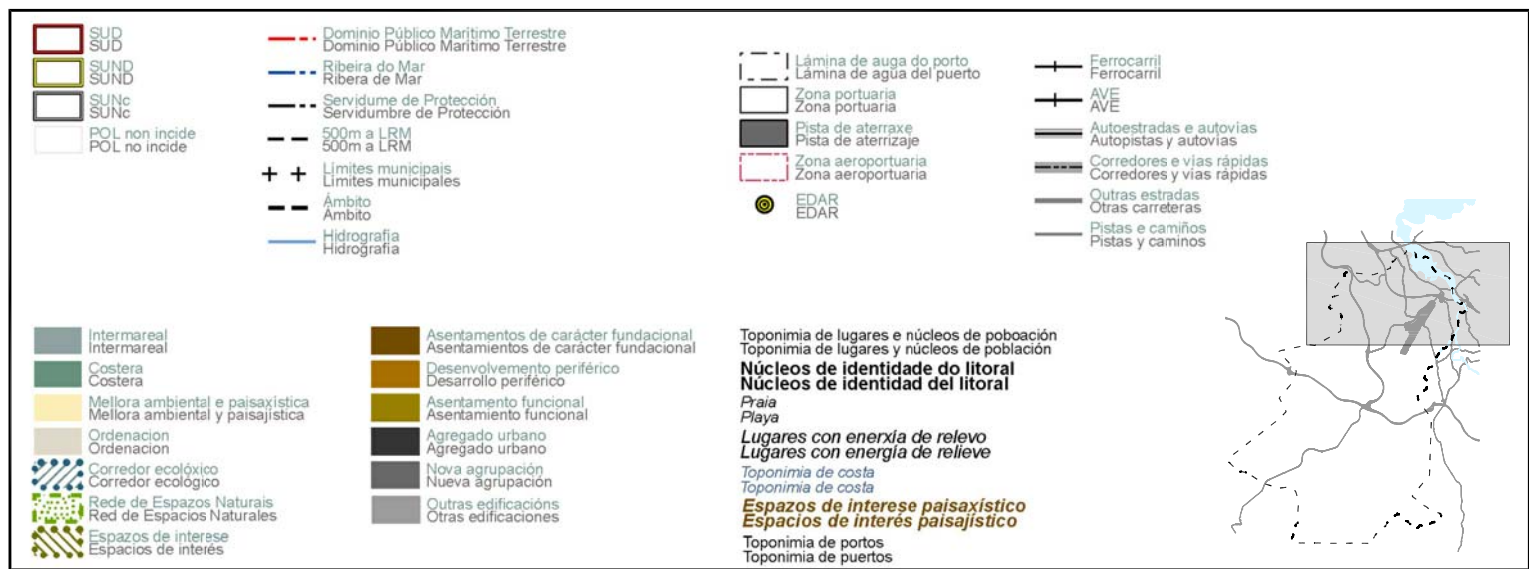 SUD
SUD
SUND
SUND
SUNc
SUNc
POL non incide
POL no incide
Dominio Público Marítimo Terrestre
Dominio Público Marítimo Terrestre
Ribeira do Mar
Ribera de Mar
Servidume de Protección
Servidumbre de Protección
500m a LRM
500m a LRM
Límites municipais
Límites municipales
Ámbito
Ámbito
Hidrografia
Hidrografia
Lámina de auga do porto
Lámina de agua del puerto
Zona portuaria
Zona portuaria
Pista de aterraxe
Pista de aterrizaje
Zona aeroportuaria
Zona aeroportuaria
EDAR
EDAR
Ferrocarril
Ferrocarril
AVE
AVE
Autoestradas e autovías
Autopistas y autovías
Corredores e vías rápidas
Corredores y vías rápidas
Outras estradas
Otras carreteras
Pistas e camiños
Pistas y caminos
Intermareal
Intermareal
Costera
Costera
Mellora ambiental e paisaxística
Mellora ambiental y paisajística
Ordenacion
Ordenacion
Corredor ecolóxico
Corredor ecológico
Rede de Espazos Naturais
Red de Espacios Naturales
Espazos de interese
Espacios de interés
Asentamentos de carácter fundacional
Asentamientos de carácter fundacional
Desenvolvemento periférico
Desarrollo periférico
Asentamento funcional
Asentamiento funcional
Agregado urbano
Agregado urbano
Nova agrupación
Nueva agrupación
Outras edificacións
Otras edificaciones
Toponimia de lugares e núcleos de poboación
Toponimia de lugares y núcleos de población
Núcleos de identidade do litoral
Núcleos de identidad del litoral
Praia
Playa
Lugares con enerxía de relevo
Lugares con energía de relieve
Toponimia de costa
Toponimia de costa
Espazos de interese paisaxístico
Espacios de interés paisajístico
Toponimia de portos
Toponimia de puertos